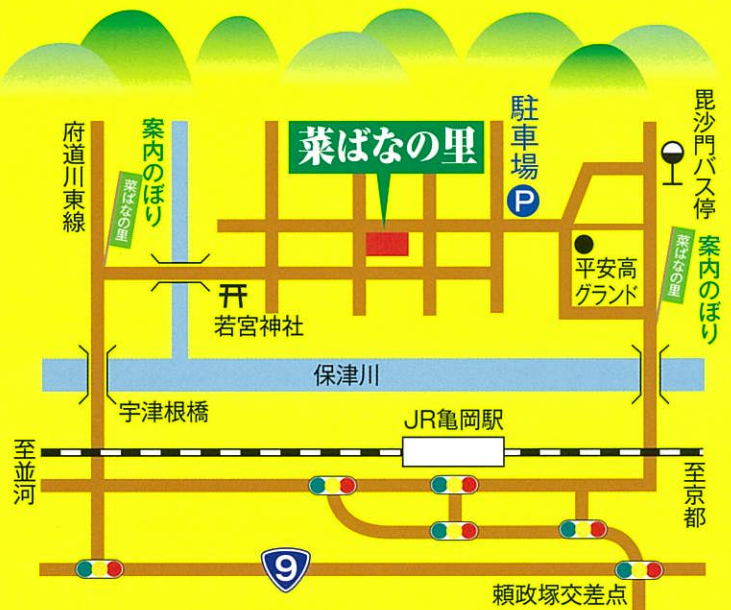 府道川東線
案内のぼり
菜ばなの里
菜ばなの里
駐車場
P
毘沙門バス停
案内のぼり
菜ばなの里
平安高
グランド
若宮神社
保津川
宇津根橋
JR亀岡駅
至並河
至京都
9
頼政塚交差点